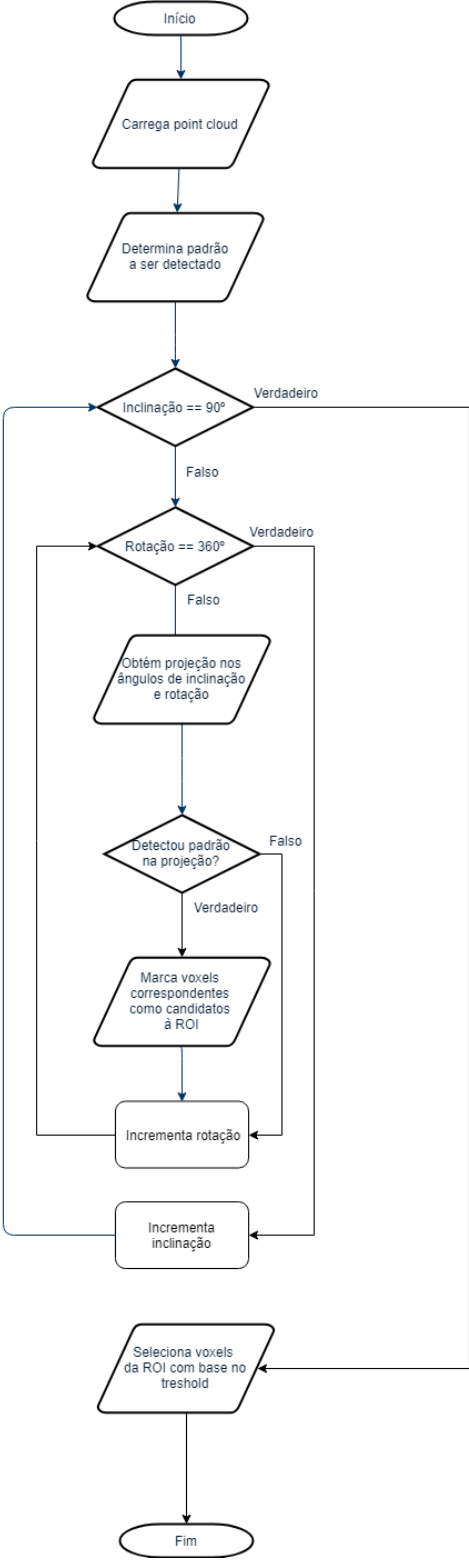 Início
Carrega point cloud
Determina padrão
a ser detectado
Inclinação == 90º
Verdadeiro
Falso
Rotação == 360º
Verdadeiro
Falso
Obtém projeção nos
ângulos de inclinação
e rotação
Detectou padrão
na projeção?
Falso
Verdadeiro
Marca voxels
correspondentes
como candidatos
à ROI
Incrementa rotação
Incrementa
inclinação
Seleciona voxels
da ROI com base no
treshold
Fim